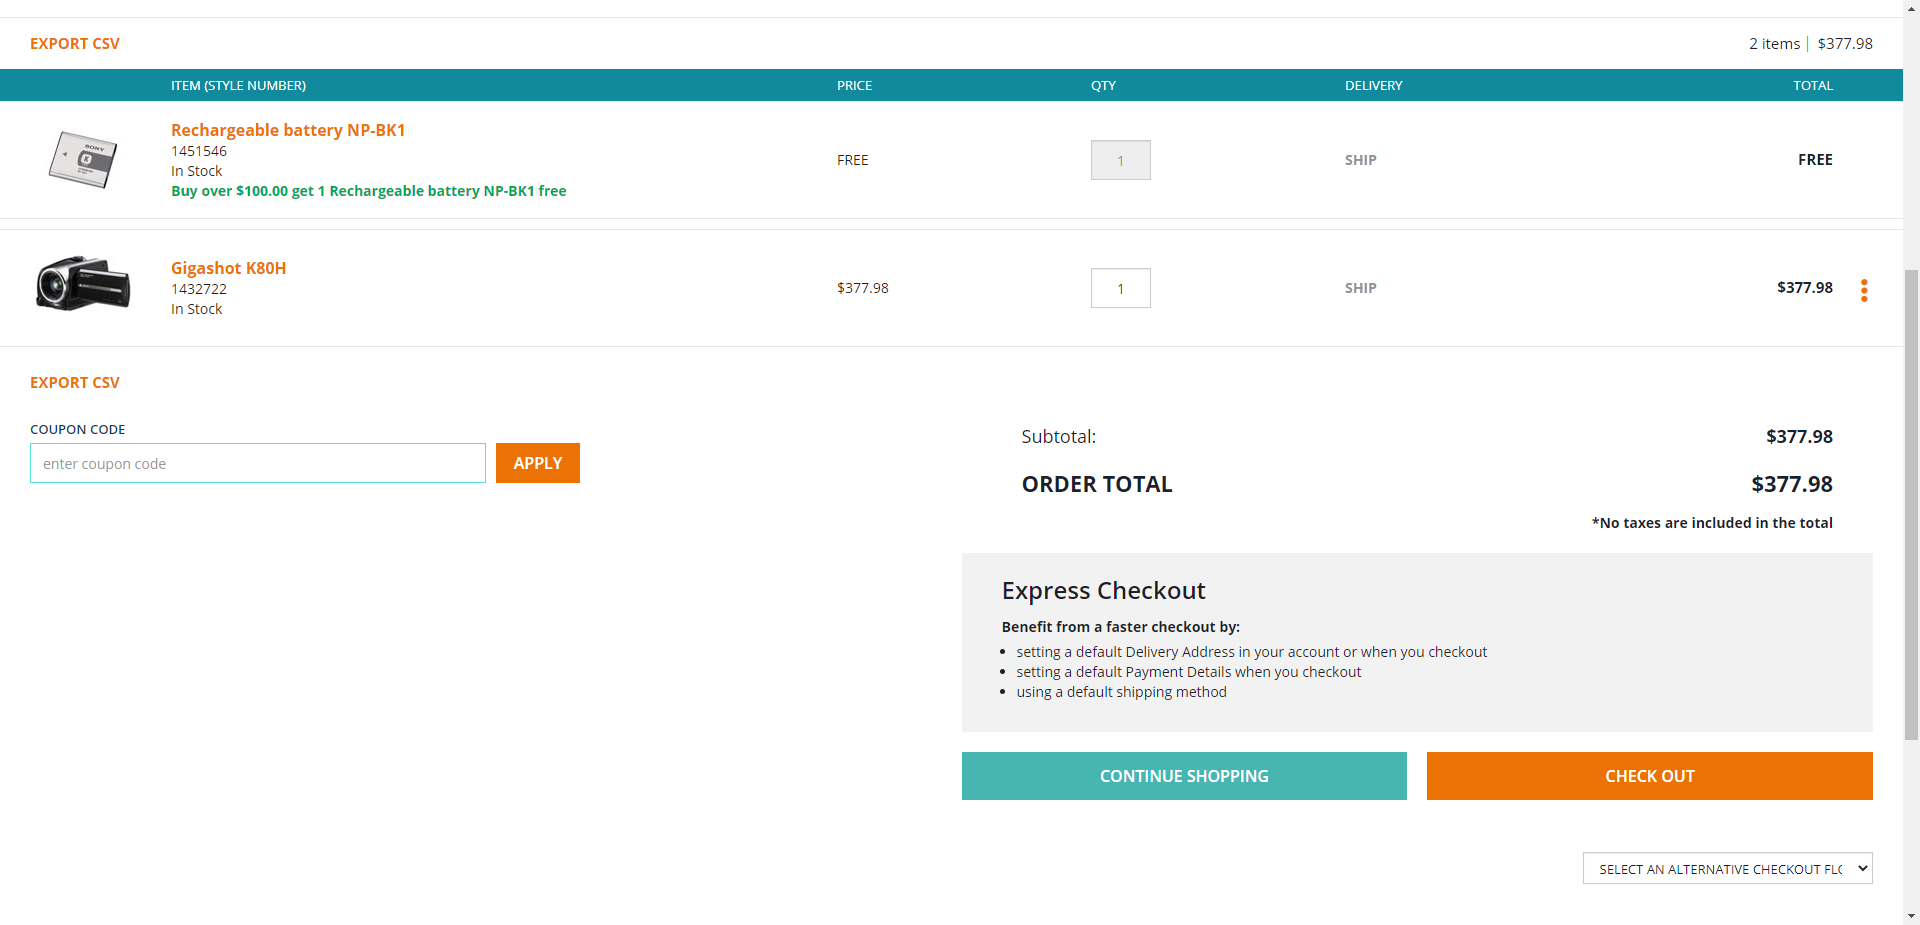 EXPORT CSV
2 items | $377.98
ITEM (STYLE NUMBER) PRICE QTY DELIVERY TOTAL
SONY
K
Rechargeable battery NP-BK1
1451546
In Stock
Buy over $100.00 get 1 Rechargeable battery NP-BK1 free
FREE 1 SHIP FREE
Gigashot K80H
1432722
In Stock
$377.98 1 SHIP $377.98
EXPORT CSV
COUPON CODE
enter coupon code APPLY
Subtotal: $377.98
ORDER TOTAL $377.98
*No taxes are included in the total
Express Checkout
Benefit from a faster checkout by:
• setting a default Delivery Address in your account or when you checkout
• setting a default Payment Details when you checkout
• using a default shipping method
CONTINUE SHOPPING CHECK OUT
SELECT AN ALTERNATIVE CHECKOUT FLO